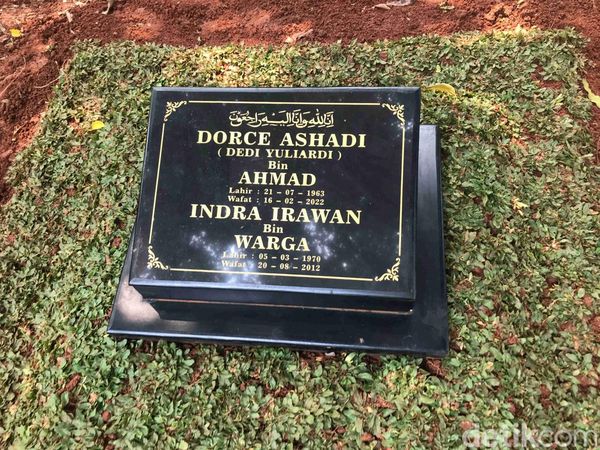 إنا لله وإنا إليه راجعون
DORCE ASHADI
( DEDI YULIARDI )
Bin
AHMAD
Lahir : 21 - 07 - 1963
Wafat : 16 - 02 - 2022
INDRA IRAWAN
Bin
WARGA
Lahir : 05 - 03 - 1970
Wafat : 20 - 08 - 2012
detikcom